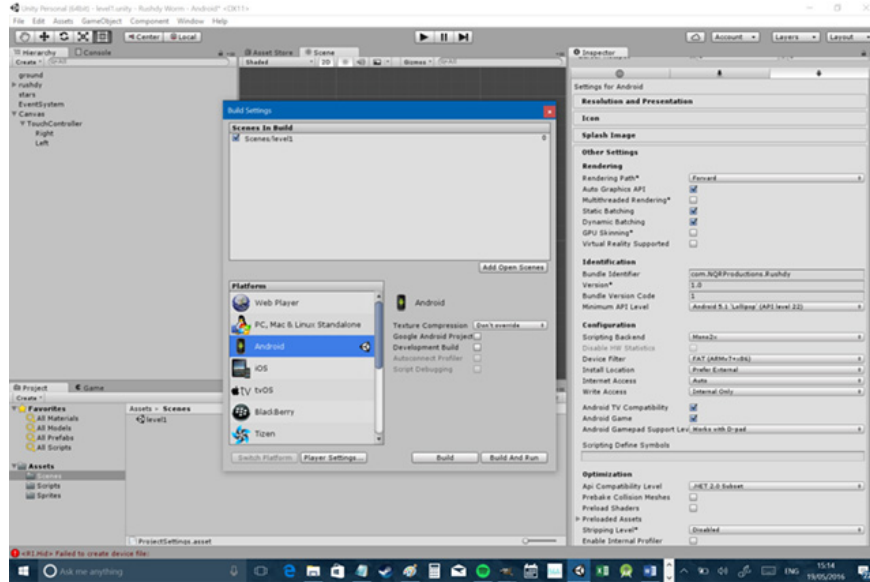 Unity Personal (64bit) - level1.unity - Rushdy Worm - Android* <DX11>
File Edit Assets GameObject Component Window Help
Center Local
Account Layers Layout
Hierarchy Console
Create
ground
rushdy
stars
EventSystem
Canvas
TouchController
Right
Left
Asset Store Scene
Shaded 2D Gizmos
Build Settings
Scenes In Build
Scenes/level1 0
Add Open Scenes
Platform
Web Player
PC, Mac & Linux Standalone
Android
iOS
tvOS
BlackBerry
Tizen
Android
Texture Compression Don't override
Google Android Project
Development Build
Autoconnect Profiler
Script Debugging
Switch Platform Player Settings... Build Build And Run
Inspector
Settings for Android
Resolution and Presentation
Icon
Splash Image
Other Settings
Rendering
Rendering Path* Forward
Auto Graphics API
Multithreaded Rendering*
Static Batching
Dynamic Batching
GPU Skinning*
Virtual Reality Supported
Identification
Bundle Identifier com.NQRProductions.Rushdy
Version* 1.0
Bundle Version Code 1
Minimum API Level Android 5.1 'Lollipop' (API level 22)
Configuration
Scripting Backend Mono2x
Disable HW Statistics
Device Filter FAT (ARMv7+x86)
Install Location Prefer External
Internet Access Auto
Write Access Internal Only
Android TV Compatibility
Android Game
Android Gamepad Support Lev Works with D-pad
Scripting Define Symbols
Optimization
Api Compatibility Level .NET 2.0 Subset
Prebake Collision Meshes
Preload Shaders
Preloaded Assets
Stripping Level* Disabled
Enable Internal Profiler
Project Game
Create
Favorites
All Materials
All Models
All Prefabs
All Scripts
Assets
Scenes
Scripts
Sprites
Assets Scenes
level1
ProjectSettings.asset
<RI.Hid> Failed to create device file:
Ask me anything
ENG 15:14
19/05/2016